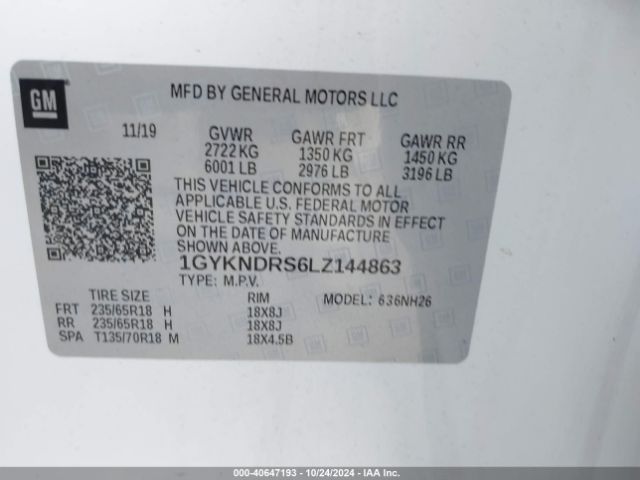 GM
MFD BY GENERAL MOTORS LLC
11/19 GVWR GAWR FRT GAWR RR
2722 KG 1350 KG 1450 KG
6001 LB 2976 LB 3196 LB
THIS VEHICLE CONFORMS TO ALL
APPLICABLE U.S. FEDERAL MOTOR
VEHICLE SAFETY STANDARDS IN EFFECT
ON THE DATE OF MANUFACTURE
SHOWN ABOVE.
1GYKNDRS6LZ144863
TYPE: M.P.V.
TIRE SIZE RIM MODEL: 636NH26
FRT 235/65R18 H 18X8J
RR 235/65R18 H 18X8J
SPA T135/70R18 M 18X4.5B
000-40647193 - 10/24/2024 - IAA Inc.